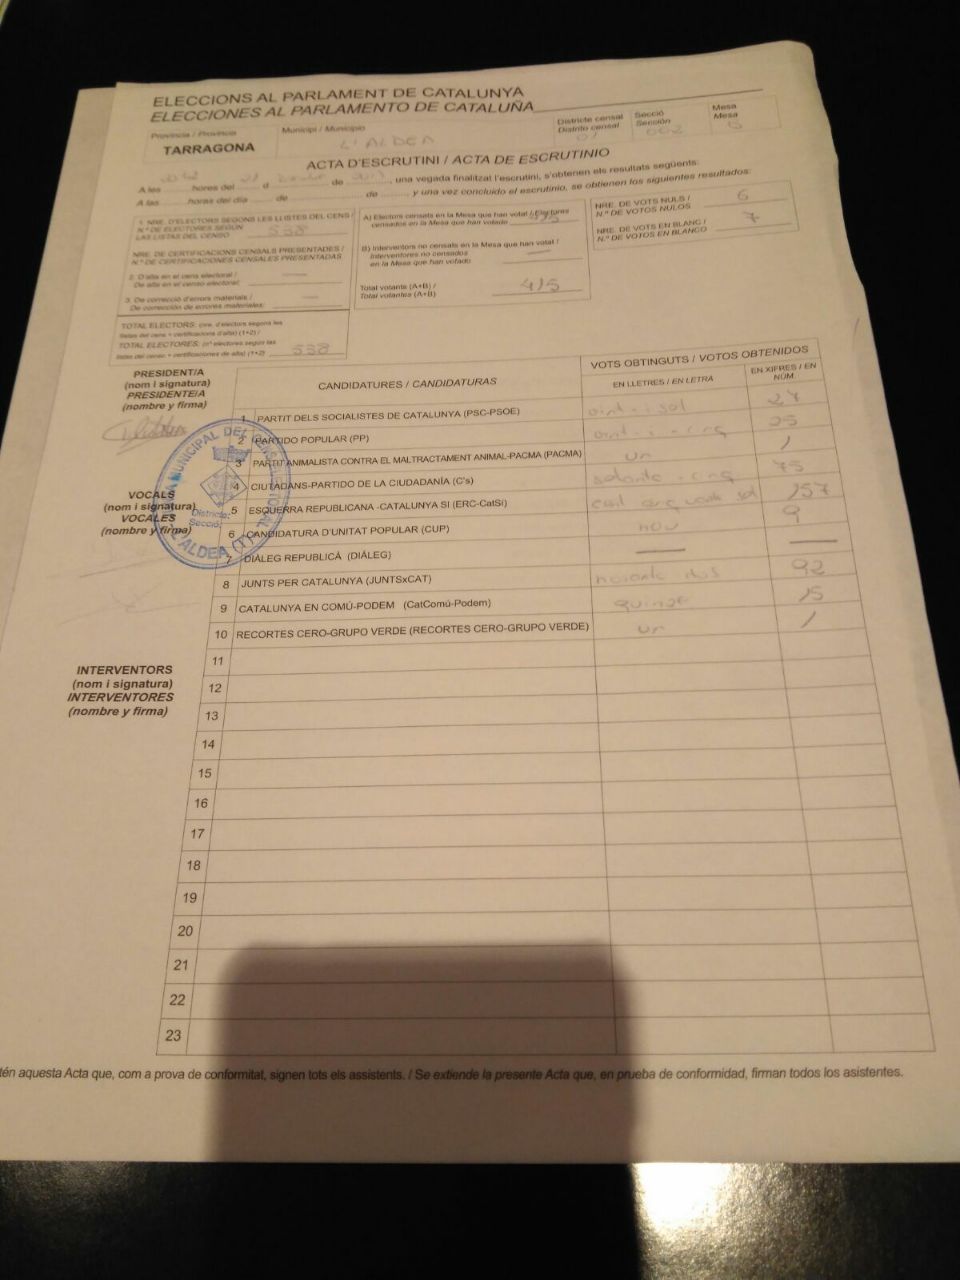 ELECCIONS AL PARLAMENT DE CATALUNYA
ELECCIONES AL PARLAMENTO DE CATALUÑA
Província / Provincia
TARRAGONA
Municipi / Municipio
L'ALDEA
Districte censal
Distrito censal
01
Secció
Sección
002
Mesa
Mesa
B
ACTA D'ESCRUTINI / ACTA DE ESCRUTINIO
A les hores del d de , una vegada finalitzat l'escrutini, s'obtenen els resultats següents:
A las horas del día de de , y una vez concluido el escrutinio, se obtienen los siguientes resultados:
1. NRE. D'ELECTORS SEGONS LES LLISTES DEL CENS /
N.º DE ELECTORES SEGÚN
LAS LISTAS DEL CENSO 538
NRE. DE CERTIFICACIONS CENSALS PRESENTADES /
N.º DE CERTIFICACIONES CENSALES PRESENTADAS
2. D'alta en el cens electoral /
De alta en el censo electoral: —
3. De correcció d'errors materials /
De corrección de errores materiales: —
TOTAL ELECTORS: (nre. d'electors segons les
llistes del cens + certificacions d'alta) (1+2) /
TOTAL ELECTORES: (nº electores según las
listas del censo + certificaciones de alta) (1+2) 538
A) Electors censats en la Mesa que han votat / Electores
censados en la Mesa que han votado 415
B) Interventors no censats en la Mesa que han votat /
Interventores no censados
en la Mesa que han votado —
Total votants (A+B) /
Total votantes (A+B) 415
NRE. DE VOTS NULS /
N.º DE VOTOS NULOS 6
NRE. DE VOTS EN BLANC /
N.º DE VOTOS EN BLANCO 7
PRESIDENT/A
(nom i signatura)
PRESIDENTE/A
(nombre y firma)
VOCALS
(nom i signatura)
VOCALES
(nombre y firma)
INTERVENTORS
(nom i signatura)
INTERVENTORES
(nombre y firma)
JUNTA MUNICIPAL DEL CENS ELECTORAL
Districte:
Secció:
L'ALDEA (T)
CANDIDATURES / CANDIDATURAS
VOTS OBTINGUTS / VOTOS OBTENIDOS
EN LLETRES / EN LETRA
EN XIFRES / EN
NÚM.
1 PARTIT DELS SOCIALISTES DE CATALUNYA (PSC-PSOE) 27
2 PARTIDO POPULAR (PP) 25
3 PARTIT ANIMALISTA CONTRA EL MALTRACTAMENT ANIMAL-PACMA (PACMA) un 1
4 CIUTADANS-PARTIDO DE LA CIUDADANÍA (C's) 75
5 ESQUERRA REPUBLICANA -CATALUNYA SÍ (ERC-CatSí) 157
6 CANDIDATURA D'UNITAT POPULAR (CUP) nou 9
7 DIÀLEG REPUBLICÀ (DIÀLEG) — —
8 JUNTS PER CATALUNYA (JUNTSxCAT) noranta dos 92
9 CATALUNYA EN COMÚ-PODEM (CatComú-Podem) quinze 15
10 RECORTES CERO-GRUPO VERDE (RECORTES CERO-GRUPO VERDE) un 1
11
12
13
14
15
16
17
18
19
20
21
22
23
tén aquesta Acta que, com a prova de conformitat, signen tots els assistents. / Se extiende la presente Acta que, en prueba de conformidad, firman todos los asistentes.